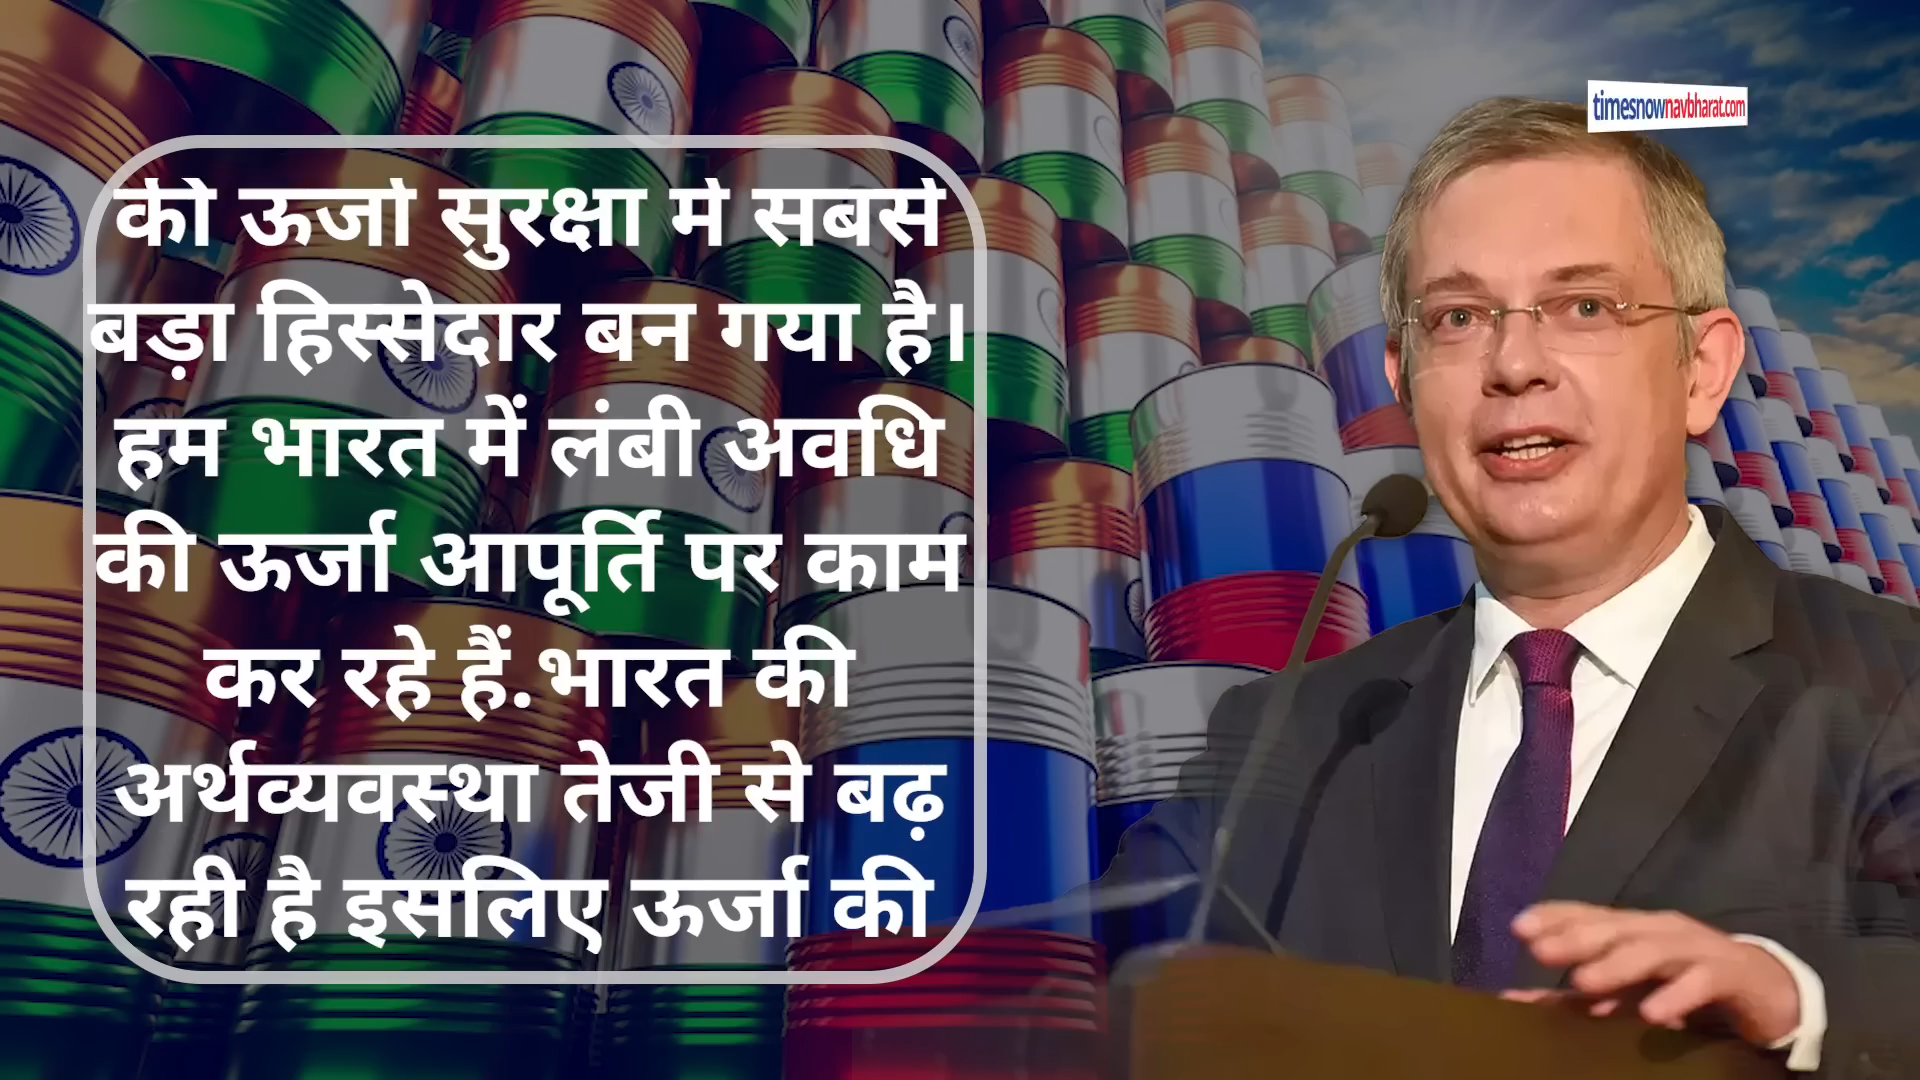 की ऊर्जा सुरक्षा में सबसे
बड़ा हिस्सेदार बन गया है।
हम भारत में लंबी अवधि
की ऊर्जा आपूर्ति पर काम
कर रहे हैं.भारत की
अर्थव्यवस्था तेजी से बढ़
रही है इसलिए ऊर्जा की
timesnownavbharat.com